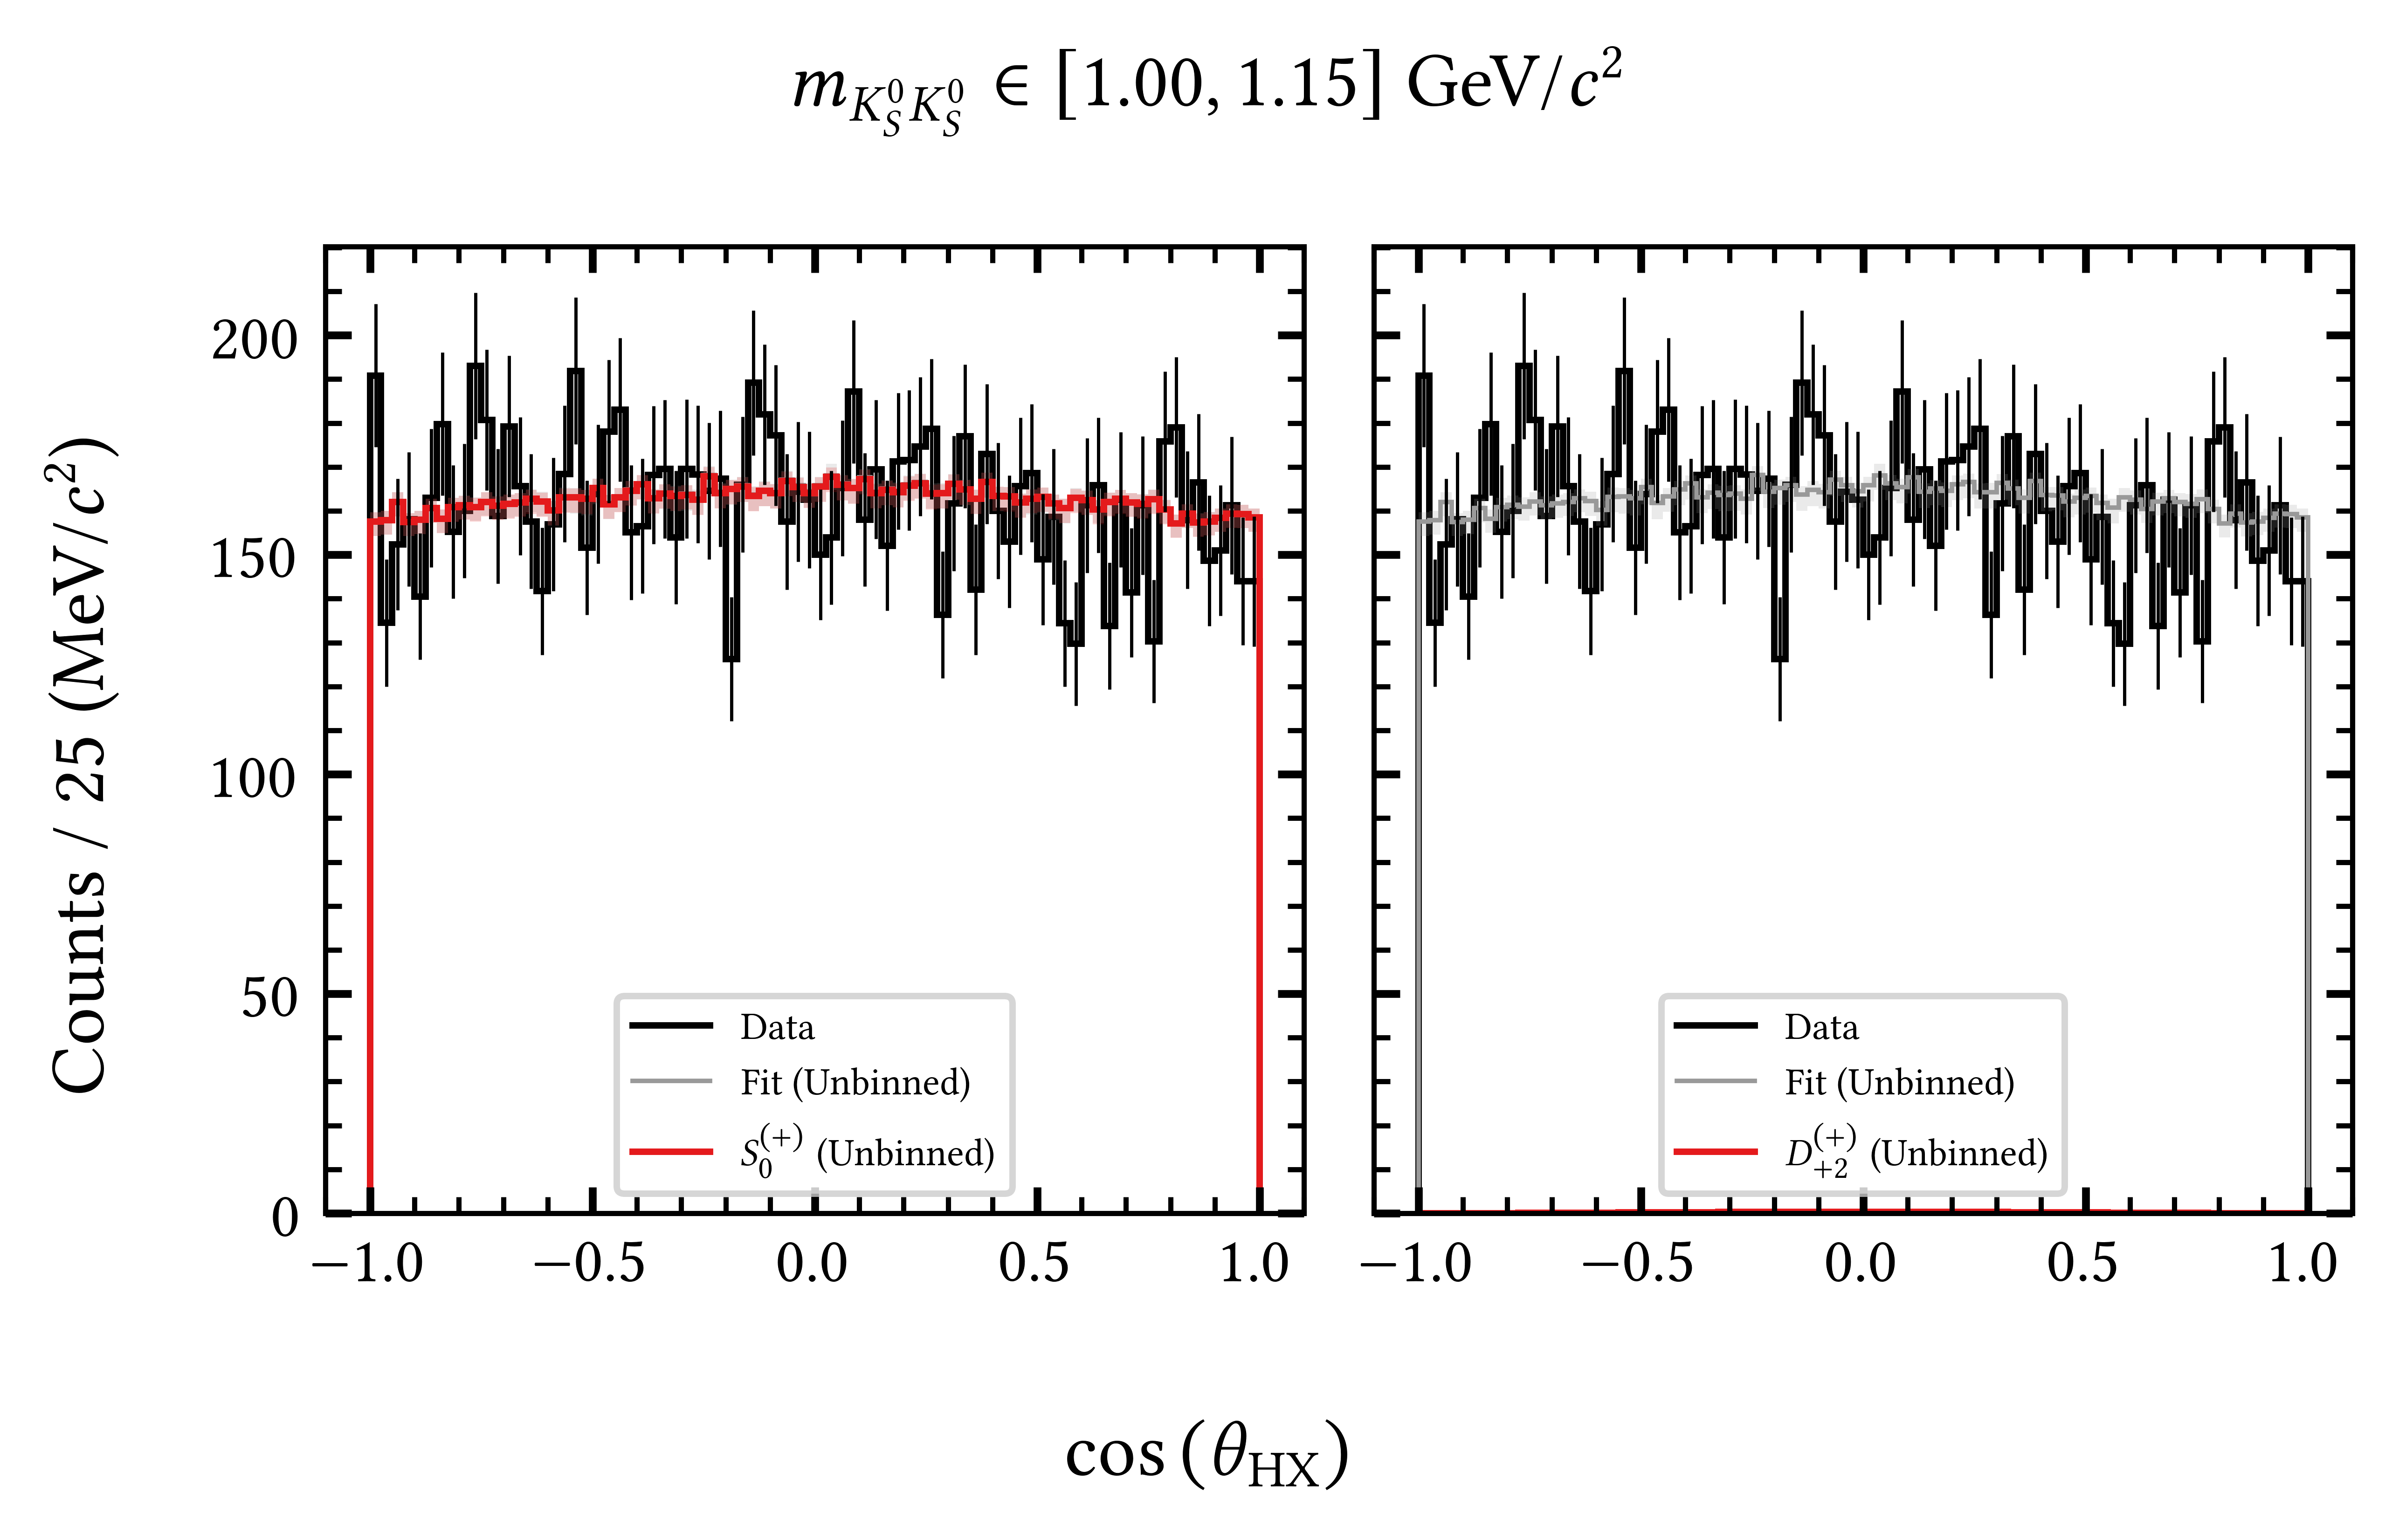 m_{K_S^0 K_S^0} ∈ [1.00, 1.15] GeV/c²
Counts / 25 (MeV/c²)
200
150
100
50
0
Data
Fit (Unbinned)
S_0^{(+)} (Unbinned)
−1.0 −0.5 0.0 0.5 1.0
Data
Fit (Unbinned)
D_{+2}^{(+)} (Unbinned)
−1.0 −0.5 0.0 0.5 1.0
cos (θ_HX)